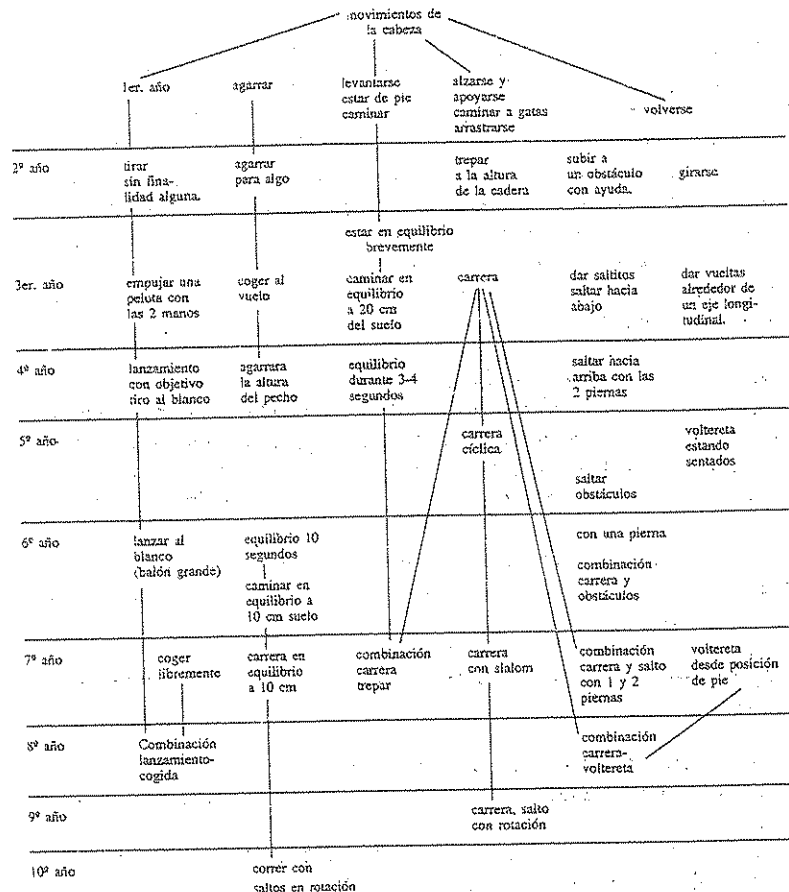 movimientos de
la cabeza
1er. año
agarrar
levantarse
estar de pie
caminar
alzarse y
apoyarse
caminar a gatas
arrastrarse
volverse
2º año
tirar
sin fina-
lidad alguna.
agarrar
para algo
trepar
a la altura
de la cadera
subir a
un obstáculo
con ayuda.
girarse
estar en equilibrio
brevemente
3er. año
empujar una
pelota con
las 2 manos
coger al
vuelo
caminar en
equilibrio
a 20 cm
del suelo
carrera
dar saltitos
saltar hacia
abajo
dar vueltas
alrededor de
un eje longi-
tudinal.
4º año
lanzamiento
con objetivo
tiro al blanco
agarrara
la altura
del pecho
equilibrio
durante 3-4
segundos
saltar hacia
arriba con las
2 piernas
5º año
carrera
cíclica
voltereta
estando
sentados
saltar
obstáculos
6º año
lanzar al
blanco
(balón grande)
equilibrio 10
segundos
caminar en
equilibrio a
10 cm suelo
con una pierna
combinación
carrera y
obstáculos
7º año
coger
libremente
carrera en
equilibrio
a 10 cm
combinación
carrera
trepar
carrera
con slalom
combinación
carrera y salto
con 1 y 2
piernas
voltereta
desde posición
de pie
8º año
Combinación
lanzamiento-
cogida
combinación
carrera-
voltereta
9º año
carrera, salto
con rotación
10º año
correr con
saltos en rotación